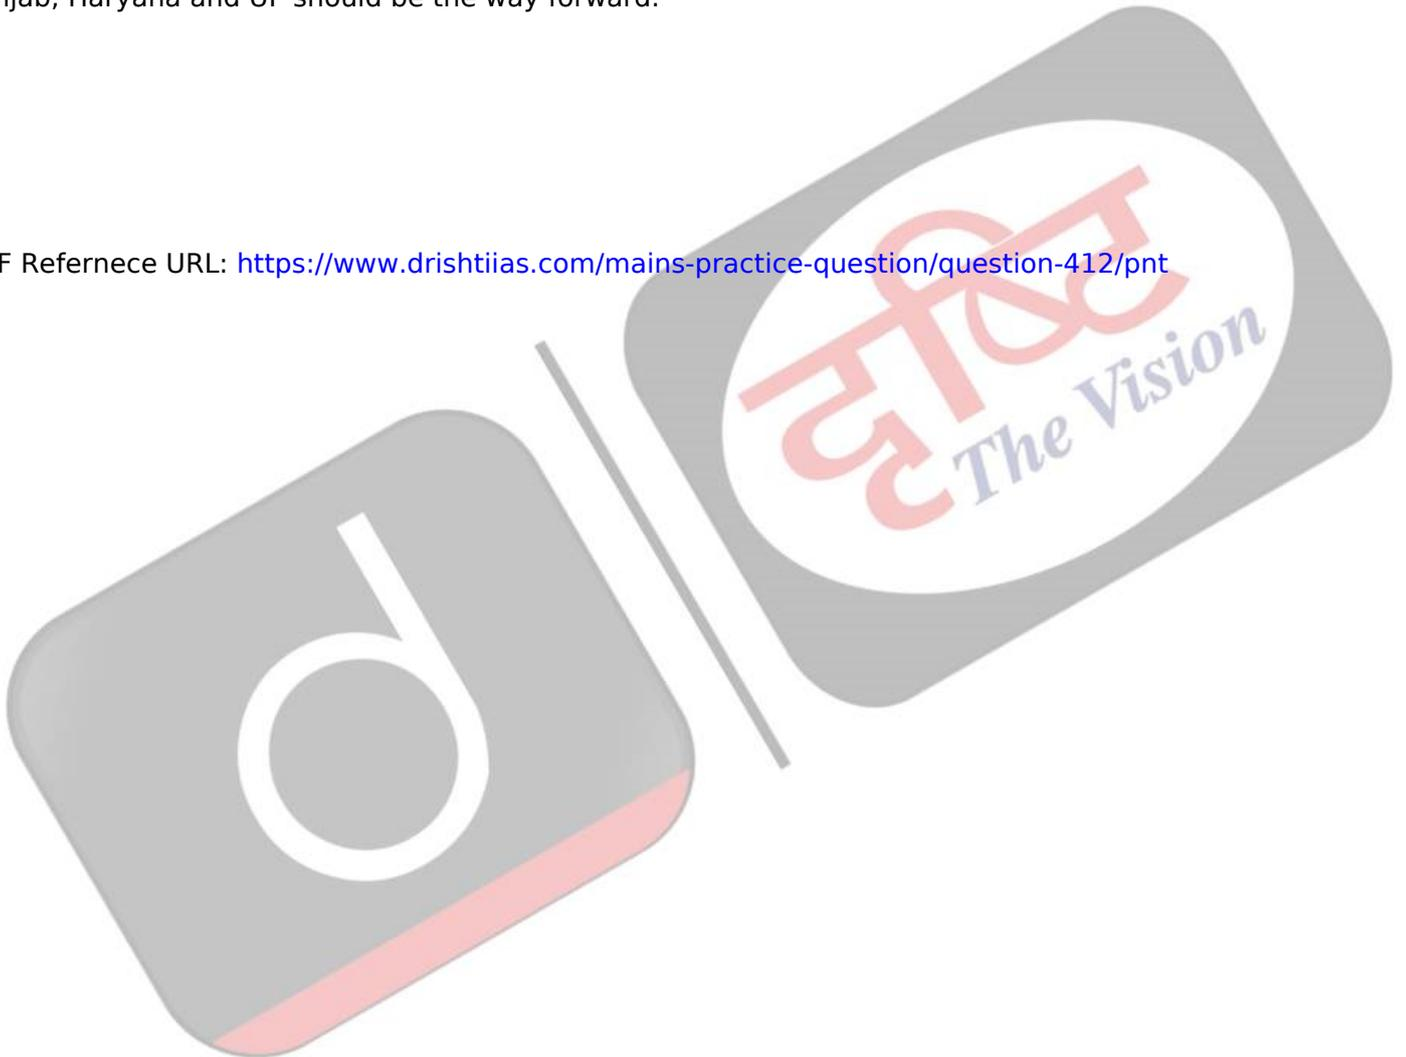 njab, Haryana and UP should be the way forward.
F Refernece URL: https://www.drishtiias.com/mains-practice-question/question-412/pnt
दृष्टि
The Vision
d